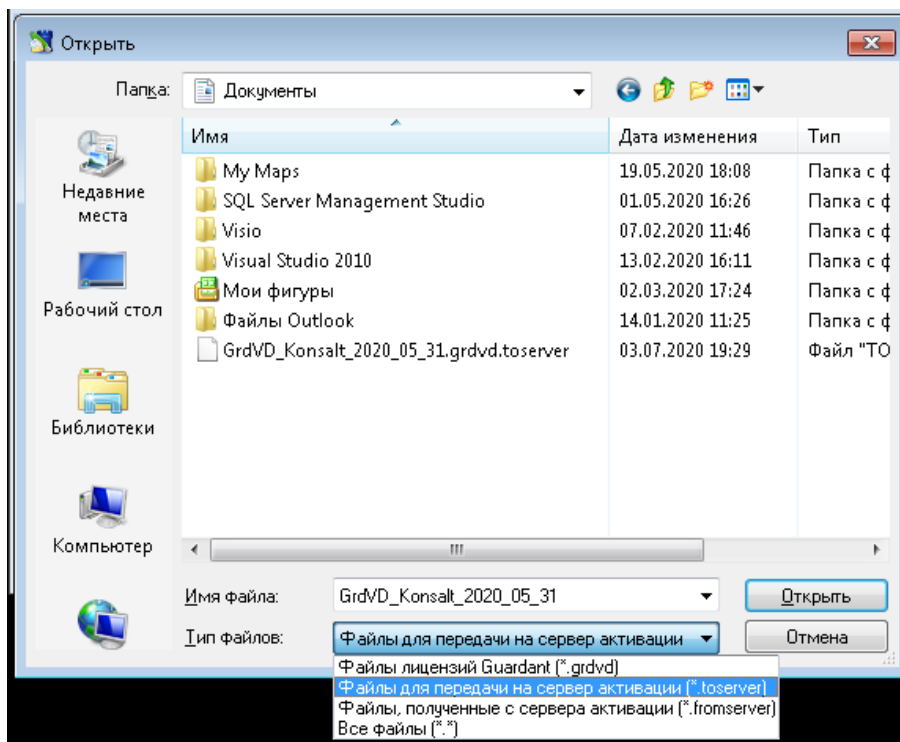 Открыть
Папка: Документы
Имя Дата изменения Тип
My Maps 19.05.2020 18:08 Папка с ф
SQL Server Management Studio 01.05.2020 16:26 Папка с ф
Visio 07.02.2020 11:46 Папка с ф
Visual Studio 2010 13.02.2020 16:11 Папка с ф
Мои фигуры 02.03.2020 17:24 Папка с ф
Файлы Outlook 14.01.2020 11:25 Папка с ф
GrdVD_Konsalt_2020_05_31.grdvd.toserver 03.07.2020 19:29 Файл "TO
Недавние
места
Рабочий стол
Библиотеки
Компьютер
Имя файла: GrdVD_Konsalt_2020_05_31 Открыть
Тип файлов: Файлы для передачи на сервер активации Отмена
Файлы лицензий Guardant (*.grdvd)
Файлы для передачи на сервер активации (*.toserver)
Файлы, полученные с сервера активации (*.fromserver)
Все файлы (*.*)